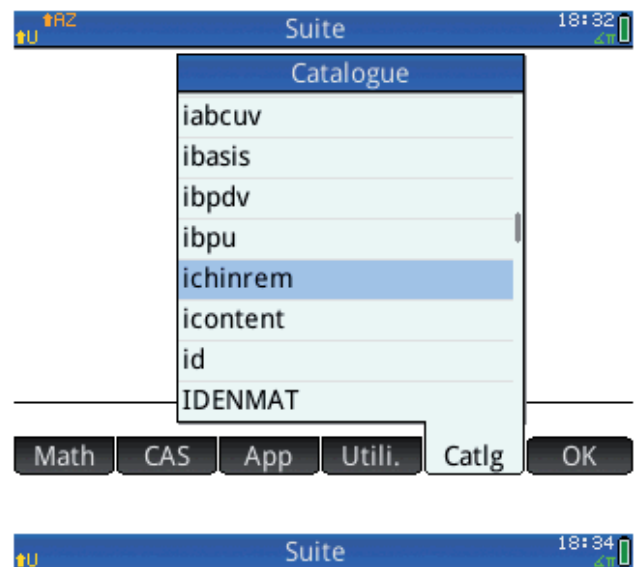 ↑U ↑AZ Suite 18:32 ∡π
Catalogue
iabcuv
ibasis
ibpdv
ibpu
ichinrem
icontent
id
IDENMAT
Math CAS App Utili. Catlg OK
↑U Suite 18:34 ∡π